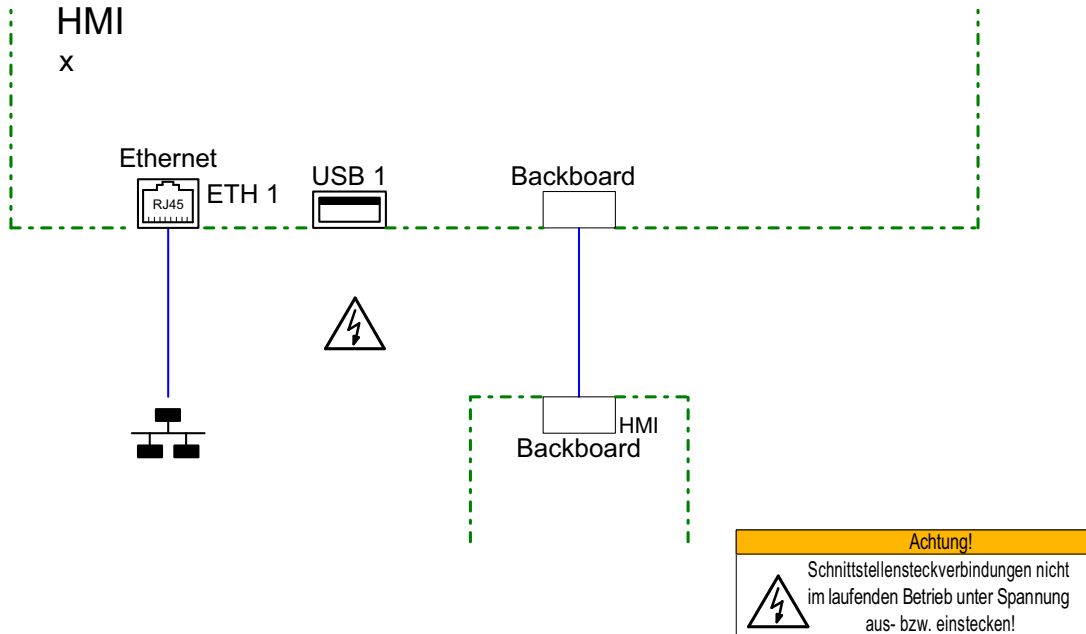 HMI
x
Ethernet
RJ45
ETH 1
USB 1
Backboard
HMI
Backboard
Achtung!
Schnittstellensteckverbindungen nicht
im laufenden Betrieb unter Spannung
aus- bzw. einstecken!